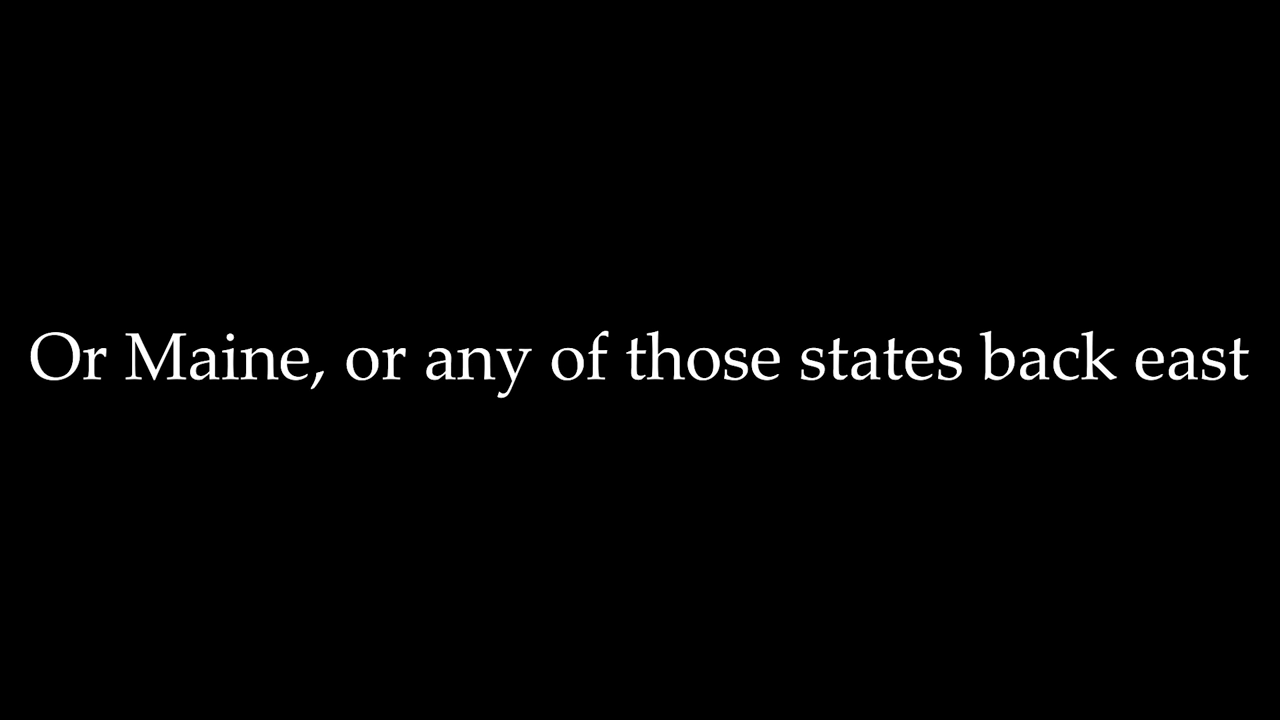 Or Maine, or any of those states back east